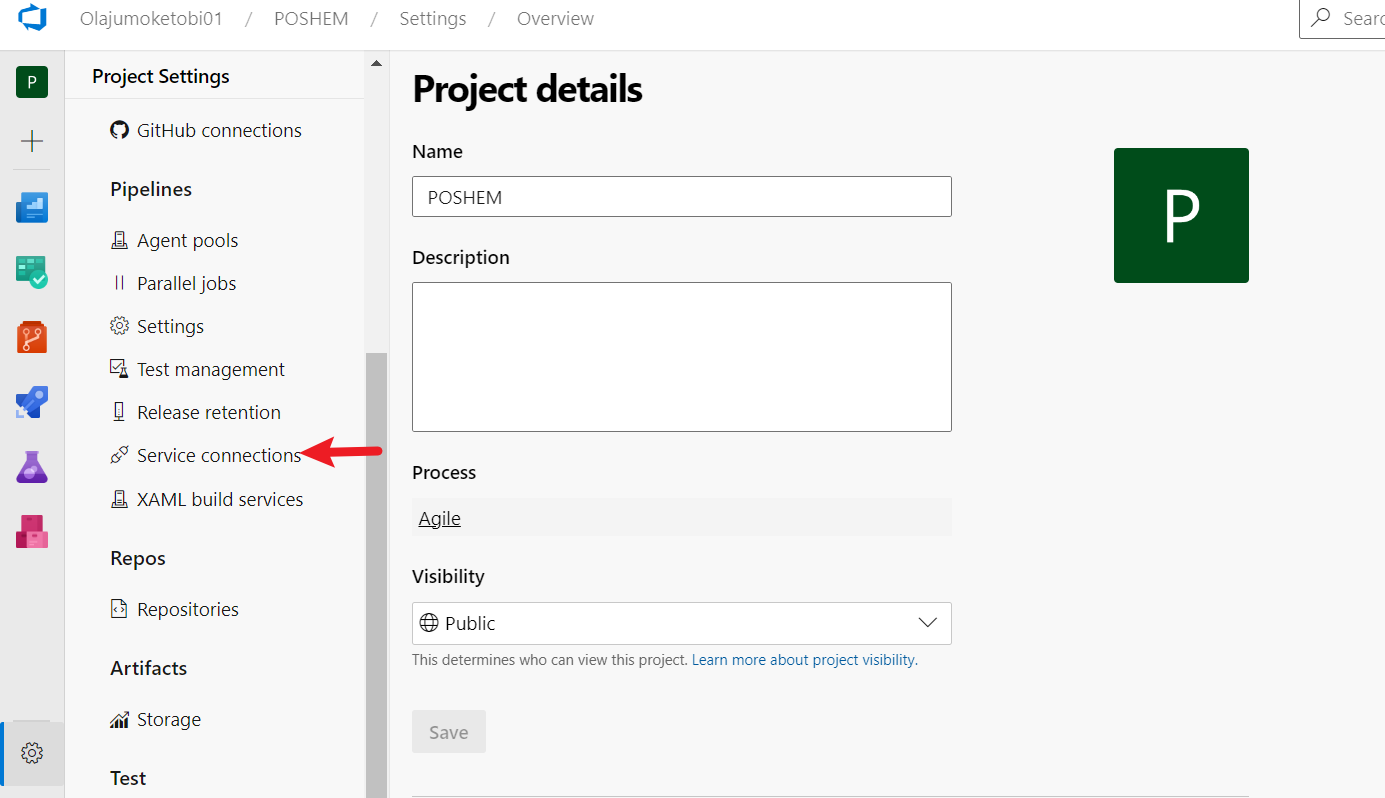 Olajumoketobi01 / POSHEM / Settings / Overview
Searc
P
Project Settings
GitHub connections
Pipelines
Agent pools
Parallel jobs
Settings
Test management
Release retention
Service connections
XAML build services
Repos
Repositories
Artifacts
Storage
Test
Project details
Name
POSHEM
P
Description
Process
Agile
Visibility
Public
This determines who can view this project. Learn more about project visibility.
Save